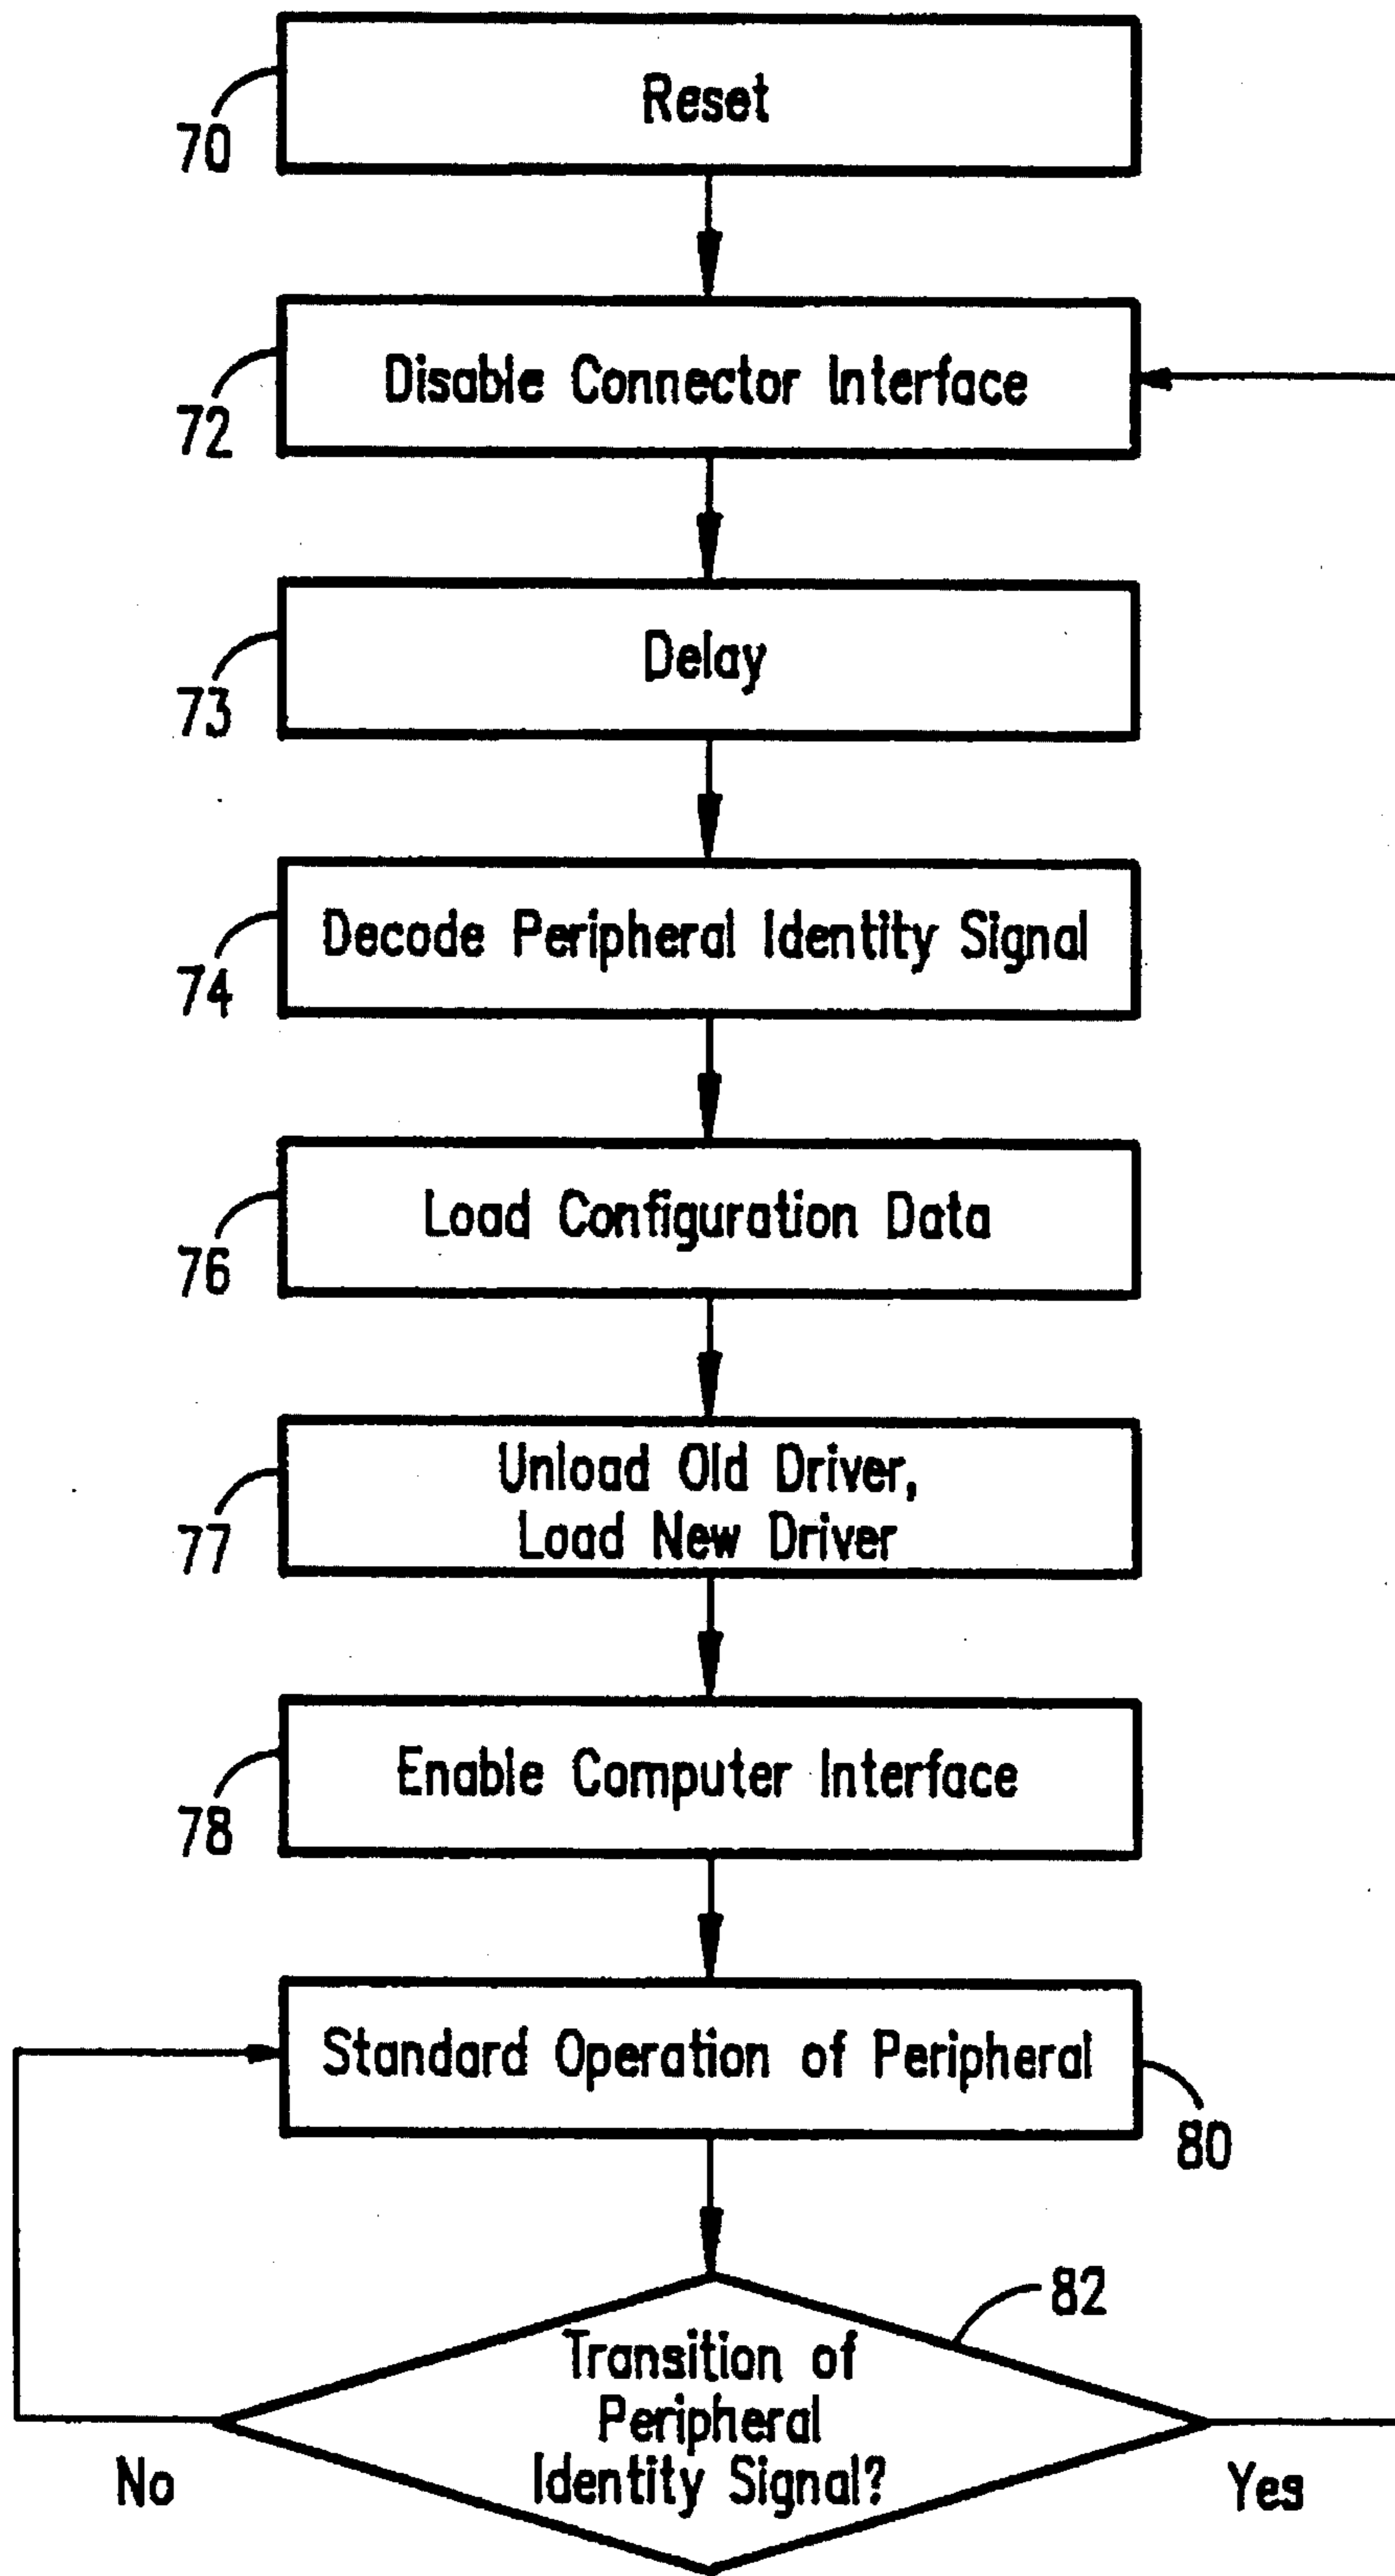 Reset
70
Disable Connector Interface
72
Delay
73
Decode Peripheral Identity Signal
74
Load Configuration Data
76
Unload Old Driver,
Load New Driver
77
Enable Computer Interface
78
Standard Operation of Peripheral
80
82
Transition of
Peripheral
Identity Signal?
No
Yes